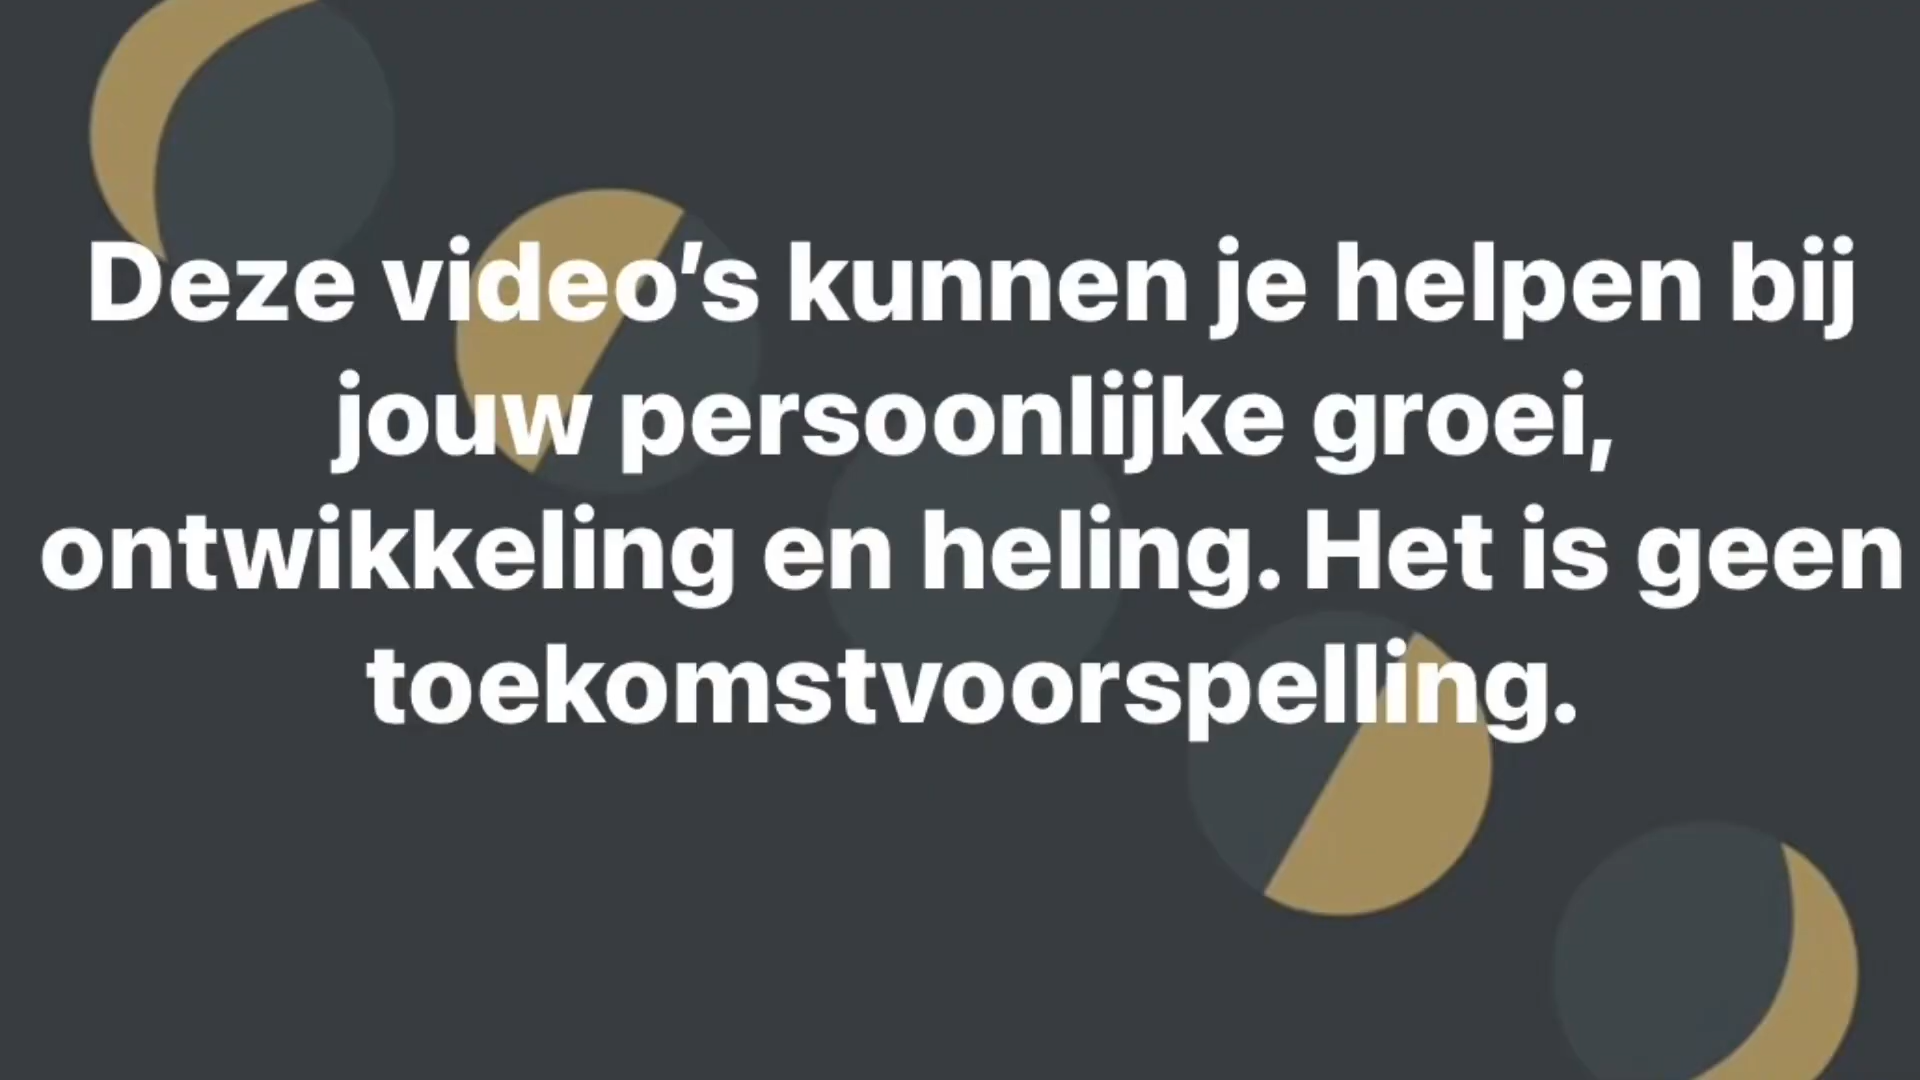 Deze video’s kunnen je helpen bij
jouw persoonlijke groei,
ontwikkeling en heling. Het is geen
toekomstvoorspelling.